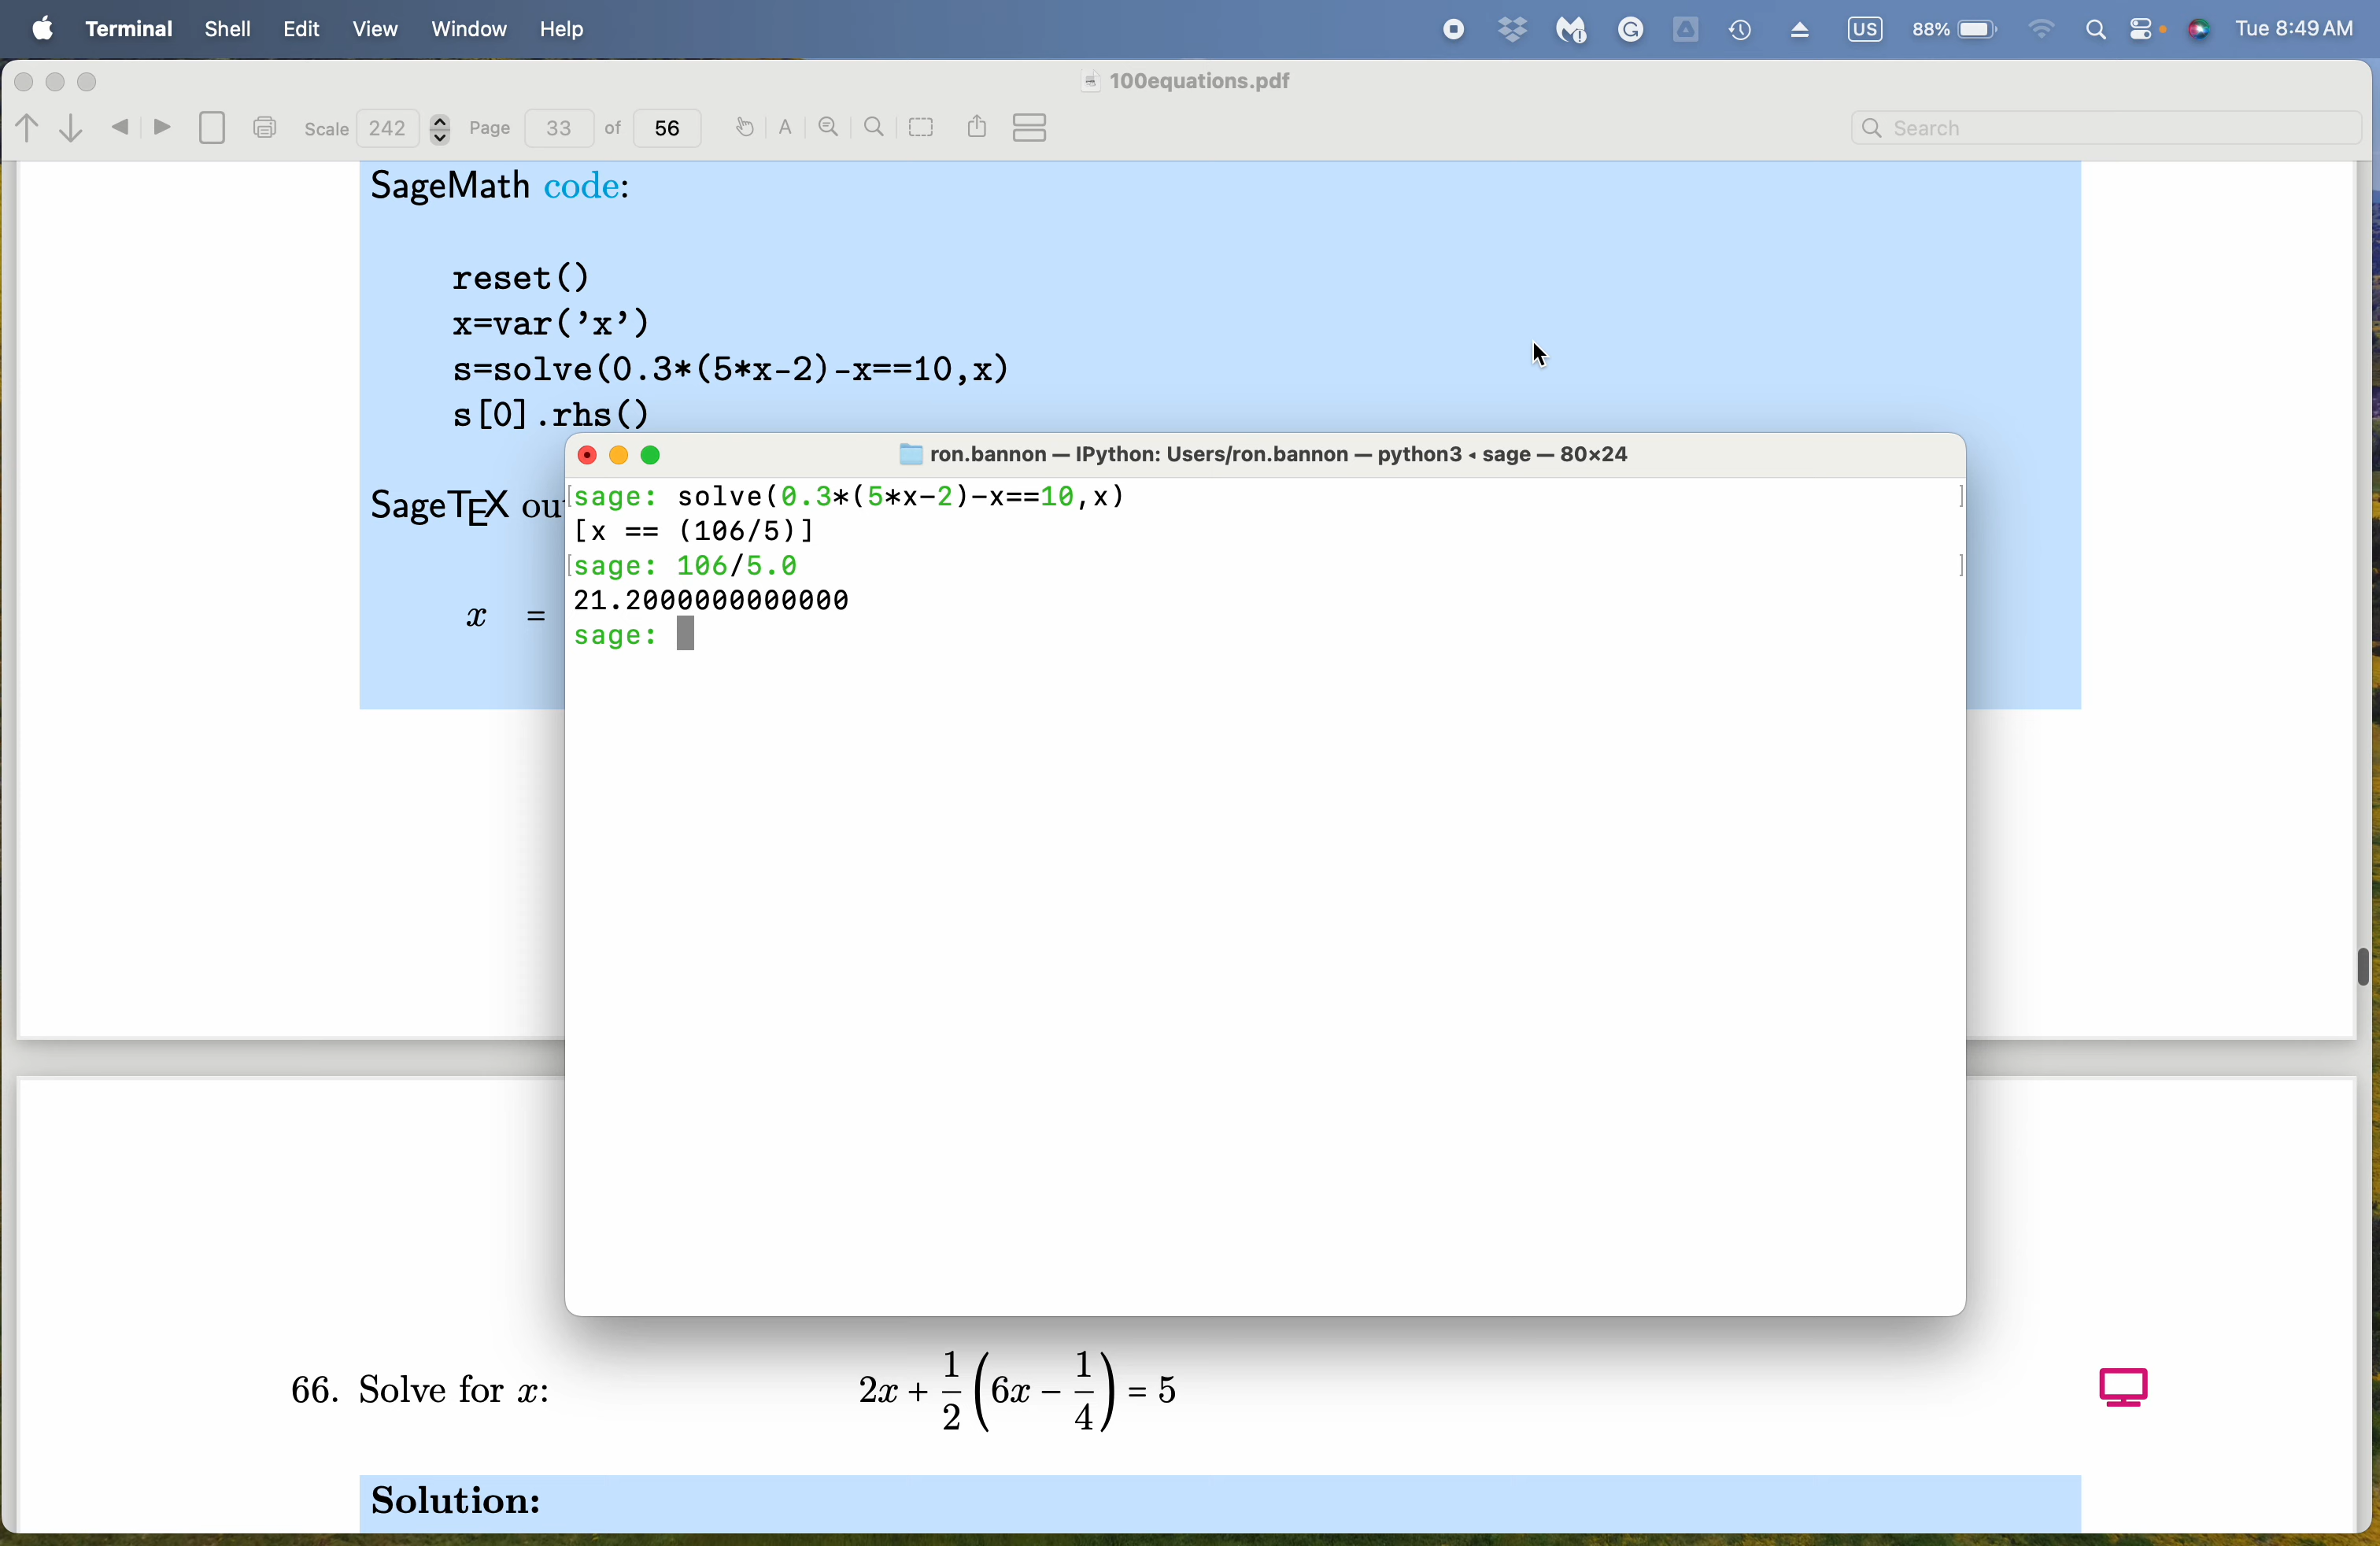 Terminal Shell Edit View Window Help US 88% Tue 8:49 AM
100equations.pdf
Scale 242 Page 33 of 56 A Search
SageMath code:
reset()
x=var(’x’)
s=solve(0.3*(5*x-2)-x==10,x)
s[0].rhs()
SageTEX ou
x =
ron.bannon — IPython: Users/ron.bannon — python3 ◂ sage — 80×24
[sage: solve(0.3*(5*x-2)-x==10,x) ]
[x == (106/5)]
[sage: 106/5.0 ]
21.2000000000000
sage:
66. Solve for x: 2x + 1/2 (6x − 1/4) = 5
Solution: